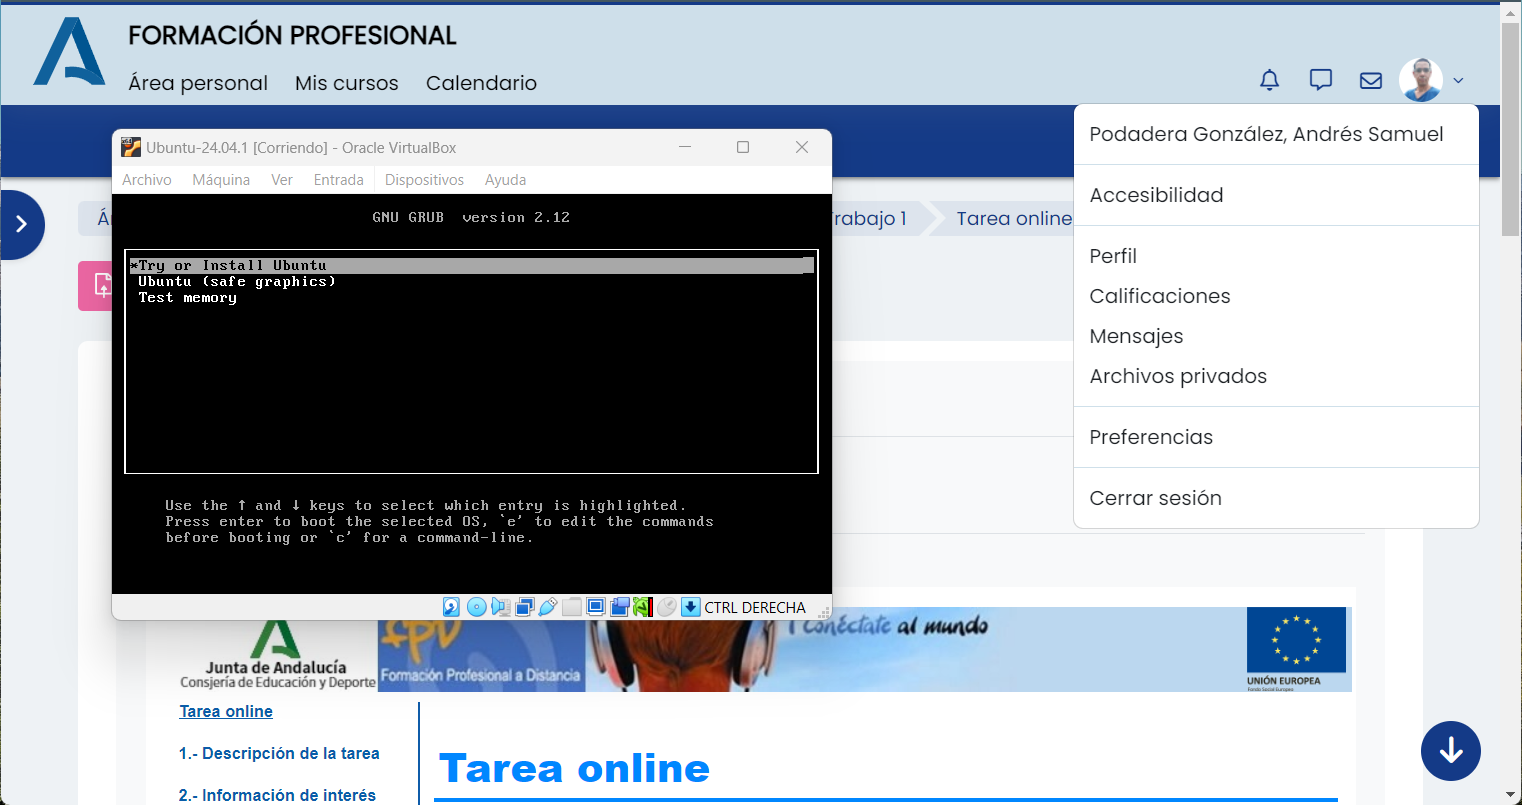 FORMACIÓN PROFESIONAL
Área personal Mis cursos Calendario
Podadera González, Andrés Samuel
Accesibilidad
Perfil
Calificaciones
Mensajes
Archivos privados
Preferencias
Cerrar sesión
Ubuntu-24.04.1 [Corriendo] - Oracle VirtualBox
Archivo Máquina Ver Entrada Dispositivos Ayuda
GNU GRUB version 2.12
*Try or Install Ubuntu
Ubuntu (safe graphics)
Test memory
Use the ↑ and ↓ keys to select which entry is highlighted.
Press enter to boot the selected OS, `e' to edit the commands
before booting or `c' for a command-line.
CTRL DERECHA
rabajo 1 Tarea online
Junta de Andalucía
Consjería de Educación y Deporte
fpv
Formación Profesional a Distancia
conéctate al mundo
UNIÓN EUROPEA
Fondo Social Europeo
Tarea online
1.- Descripción de la tarea
2.- Información de interés
Tarea online